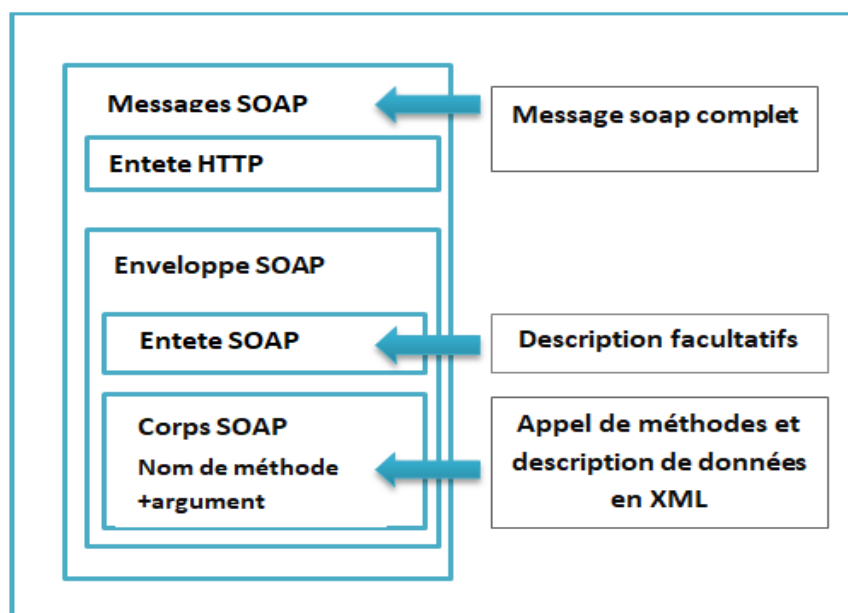 Messages SOAP
Message soap complet
Entete HTTP
Enveloppe SOAP
Entete SOAP
Description facultatifs
Corps SOAP
Nom de méthode
+argument
Appel de méthodes et
description de données
en XML